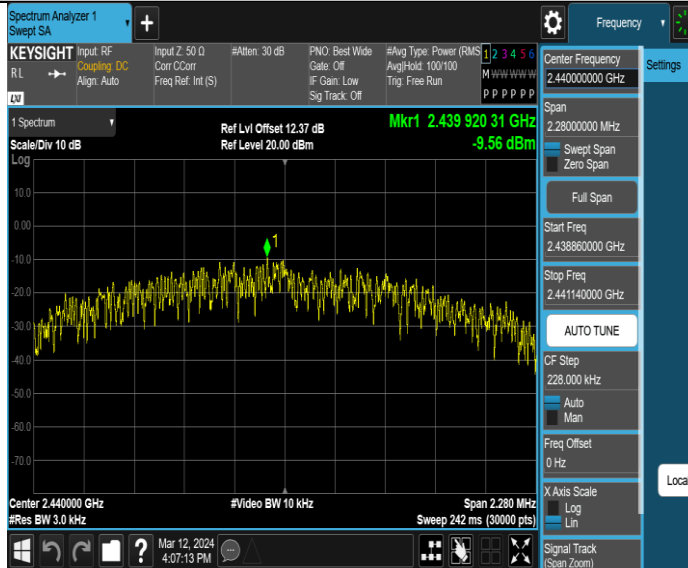 Spectrum Analyzer 1
Swept SA
Frequency
KEYSIGHT
RL
LXI
Input: RF
Coupling: DC
Align: Auto
Input Z: 50 Ω
Corr CCorr
Freq Ref: Int (S)
#Atten: 30 dB
PNO: Best Wide
Gate: Off
IF Gain: Low
Sig Track: Off
#Avg Type: Power (RMS
Avg|Hold: 100/100
Trig: Free Run
1 2 3 4 5 6
M W W W W W
P P P P P P
1 Spectrum
Scale/Div 10 dB
Log
Ref Lvl Offset 12.37 dB
Ref Level 20.00 dBm
Mkr1 2.439 920 31 GHz
-9.56 dBm
10.0
0.00
-10.0
-20.0
-30.0
-40.0
-50.0
-60.0
-70.0
1
Center 2.440000 GHz
#Res BW 3.0 kHz
#Video BW 10 kHz
Span 2.280 MHz
Sweep 242 ms (30000 pts)
?
Mar 12, 2024
4:07:13 PM
Center Frequency
2.440000000 GHz
Span
2.28000000 MHz
Swept Span
Zero Span
Full Span
Start Freq
2.438860000 GHz
Stop Freq
2.441140000 GHz
AUTO TUNE
CF Step
228.000 kHz
Auto
Man
Freq Offset
0 Hz
X Axis Scale
Log
Lin
Signal Track
(Span Zoom)
Settings
Loca